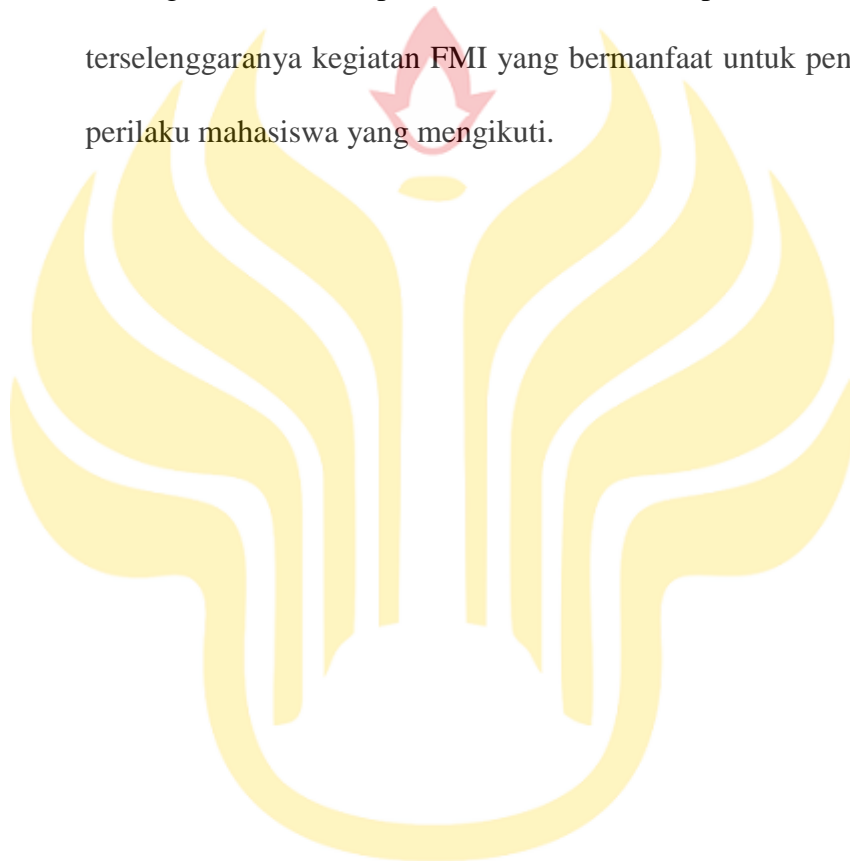 terselenggaranya kegiatan FMI yang bermanfaat untuk pen
perilaku mahasiswa yang mengikuti.